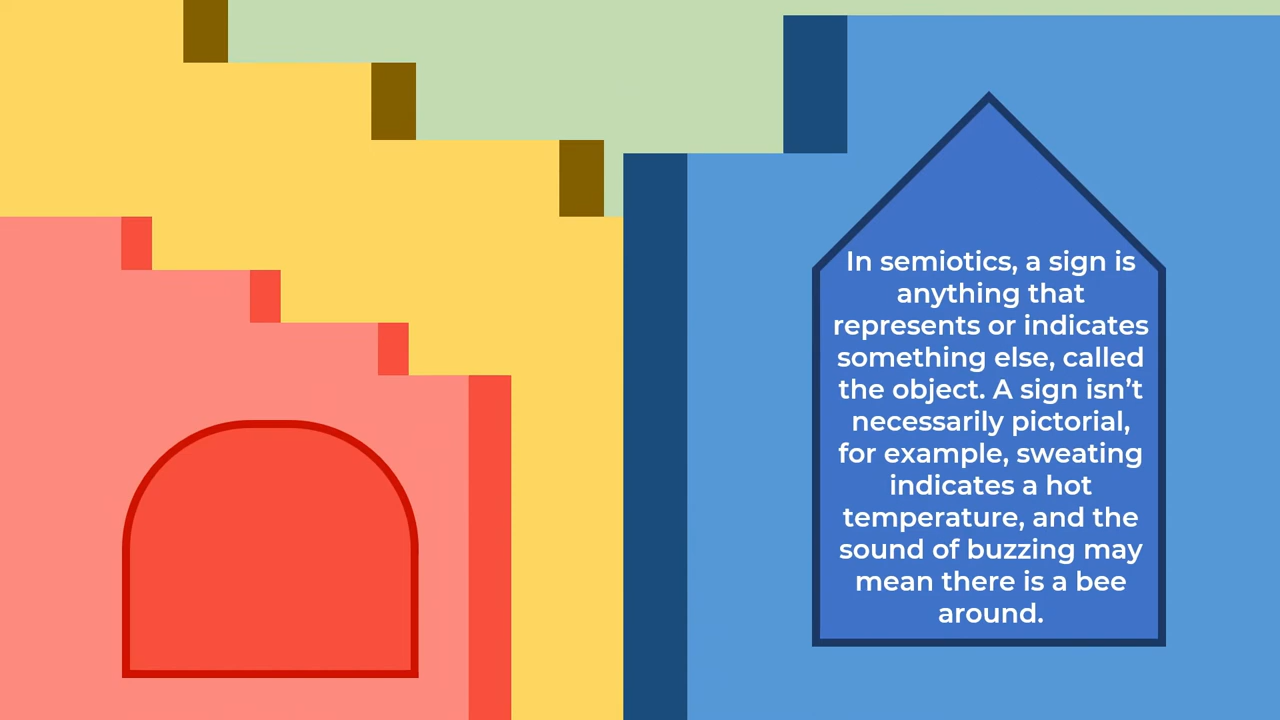 In semiotics, a sign is
anything that
represents or indicates
something else, called
the object. A sign isn’t
necessarily pictorial,
for example, sweating
indicates a hot
temperature, and the
sound of buzzing may
mean there is a bee
around.